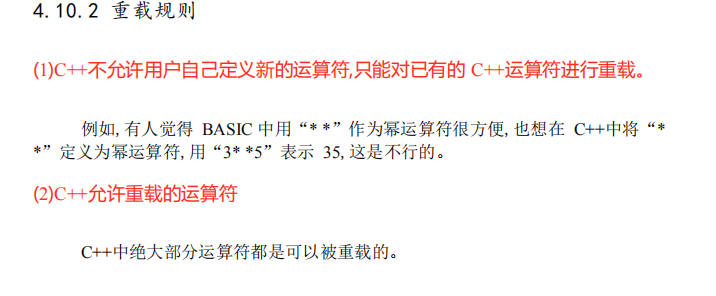 4.10.2 重载规则
(1)C++不允许用户自己定义新的运算符,只能对已有的 C++运算符进行重载。
例如,有人觉得 BASIC 中用“* *”作为幂运算符很方便,也想在 C++中将“*
*”定义为幂运算符,用“3* *5”表示 35,这是不行的。
(2)C++允许重载的运算符
C++中绝大部分运算符都是可以被重载的。